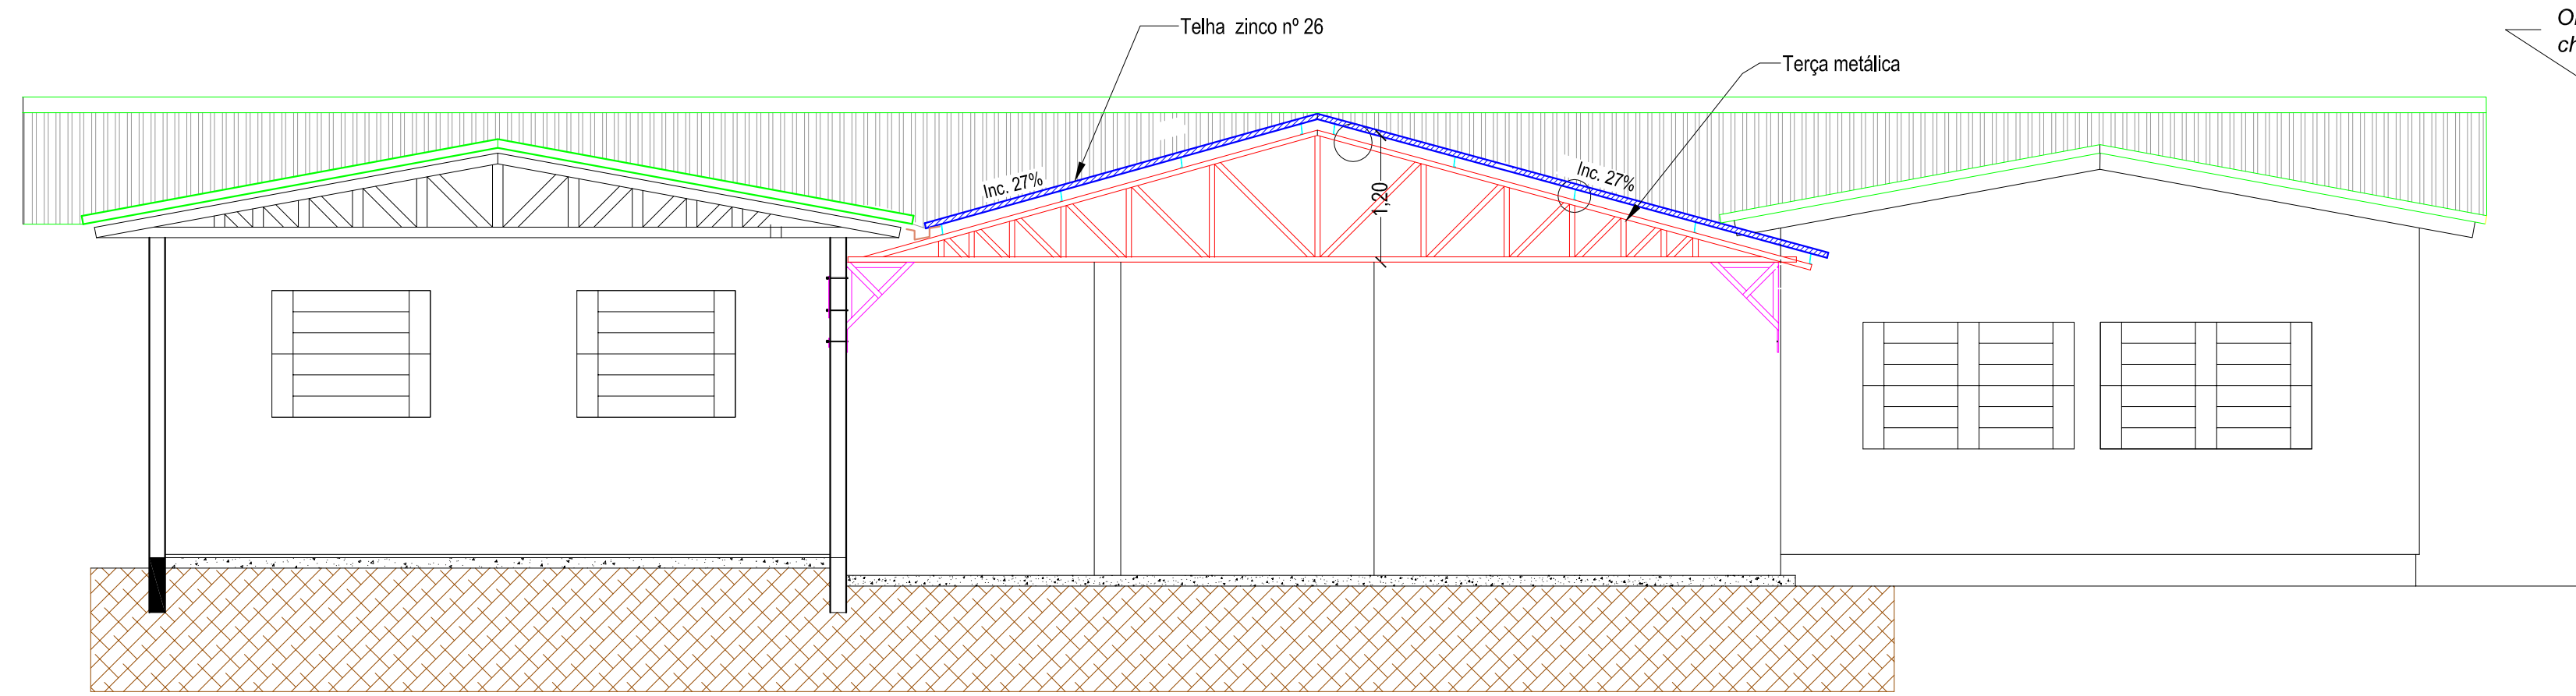 Telha zinco nº 26
Terça metálica
Inc. 27%
Inc. 27%
1,20